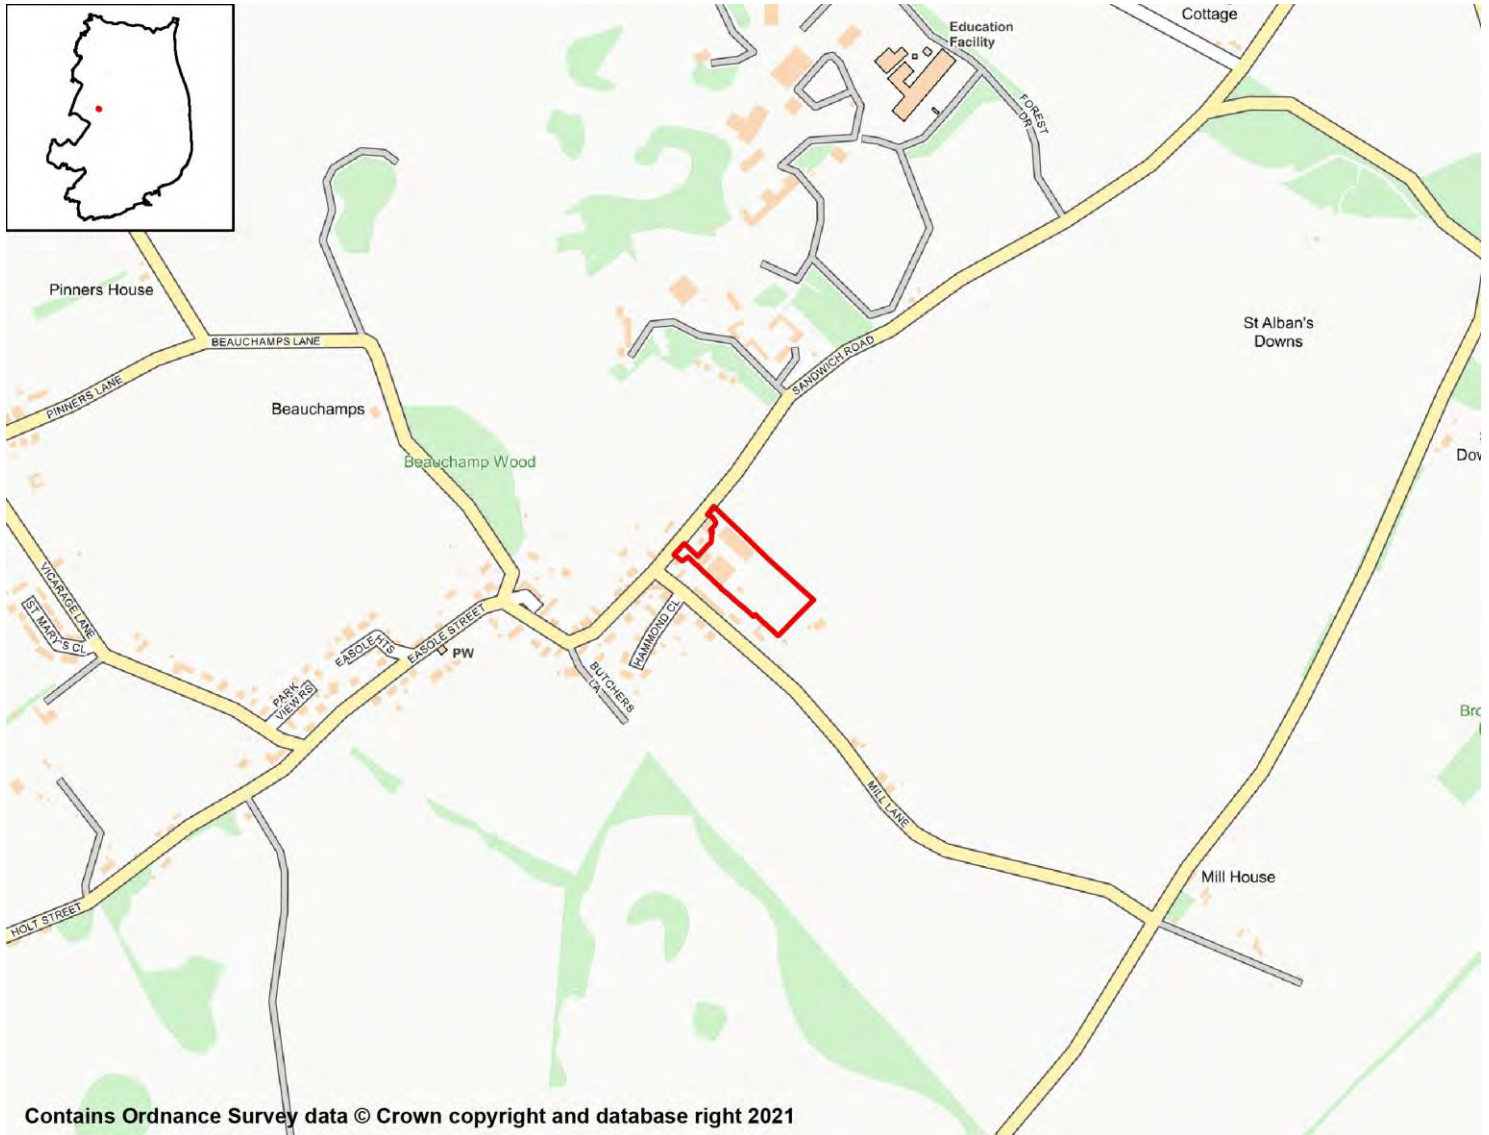 Education
Facility
Cottage
FOREST
DR
Pinners House
St Alban's
Downs
BEAUCHAMPS LANE
SANDWICH ROAD
PINNERS LANE
Beauchamps
Beauchamp Wood
VICARAGE LANE
ST MARY'S CL
EASOLE HTS
EASOLE STREET
PW
HAMMOND CL
BUTCHERS
LA
PARK
VIEW RS
MILL LANE
Mill House
HOLT STREET
Contains Ordnance Survey data © Crown copyright and database right 2021